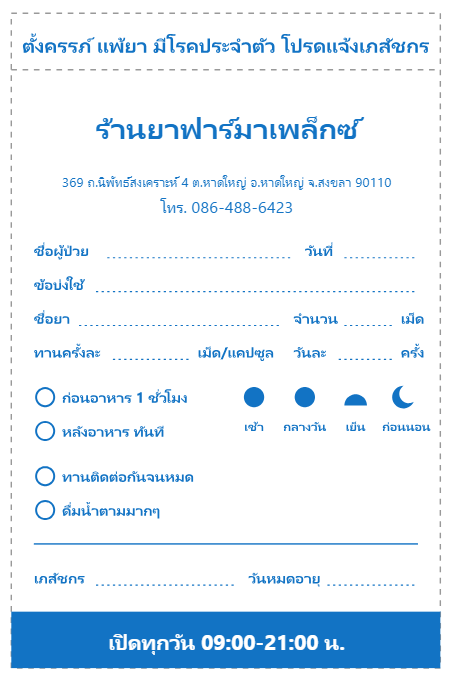 ตั้งครรภ์ แพ้ยา มีโรคประจำตัว โปรดแจ้งเภสัชกร
ร้านยาฟาร์มาเพล็กซ์
369 ถ.นิพัทธ์สงเคราะห์ 4 ต.หาดใหญ่ อ.หาดใหญ่ จ.สงขลา 90110
โทร. 086-488-6423
ชื่อผู้ป่วย วันที่
ข้อบ่งใช้
ชื่อยา จำนวน เม็ด
ทานครั้งละ เม็ด/แคปซูล วันละ ครั้ง
ก่อนอาหาร 1 ชั่วโมง
หลังอาหาร ทันที
เช้า กลางวัน เย็น ก่อนนอน
ทานติดต่อกันจนหมด
ดื่มน้ำตามมากๆ
เภสัชกร วันหมดอายุ
เปิดทุกวัน 09:00-21:00 น.